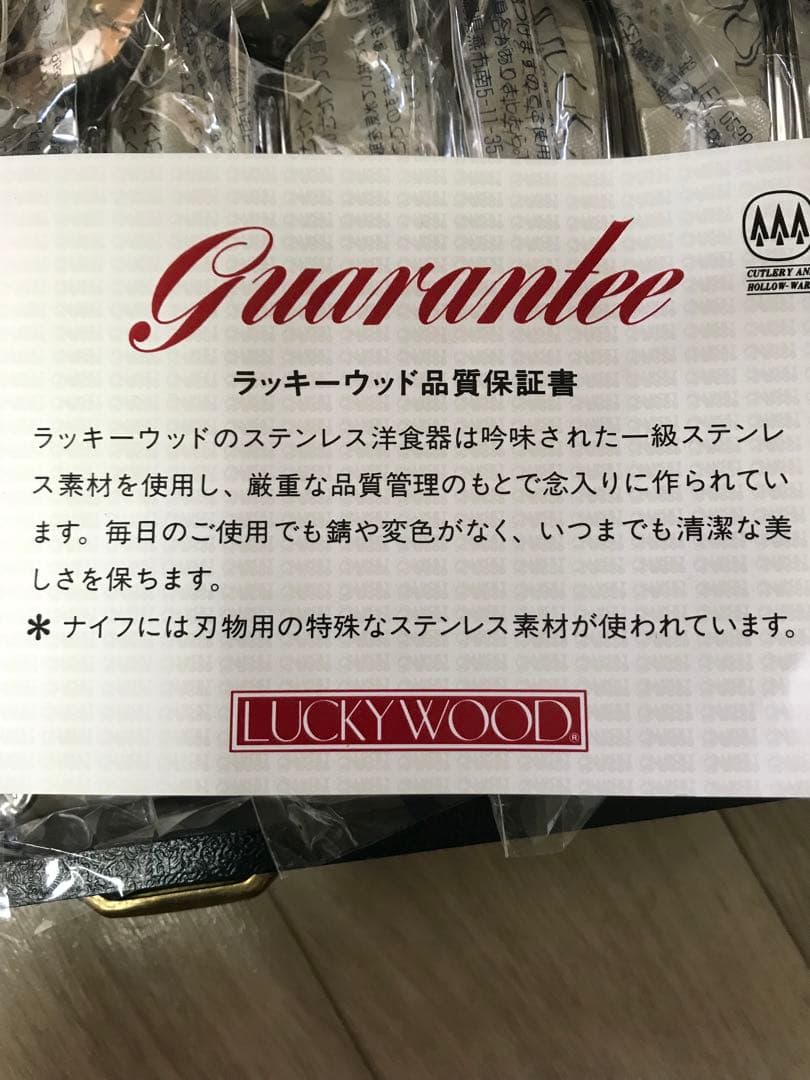 Guarantee
CUTLERY AN
HOLLOW-WAR
ラッキーウッド品質保証書
ラッキーウッドのステンレス洋食器は吟味された一級ステンレ
ス素材を使用し、厳重な品質管理のもとで念入りに作られてい
ます。毎日のご使用でも錆や変色がなく、いつまでも清潔な美
しさを保ちます。
＊ナイフには刃物用の特殊なステンレス素材が使われています。
LUCKYWOOD®